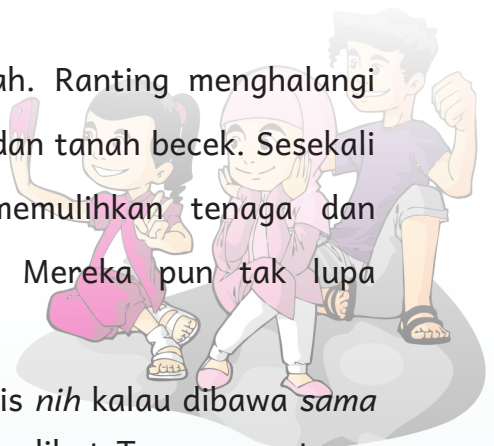 ah. Ranting menghalangi
dan tanah becek. Sesekali
memulihkan tenaga dan
Mereka pun tak lupa
is nih kalau dibawa sama